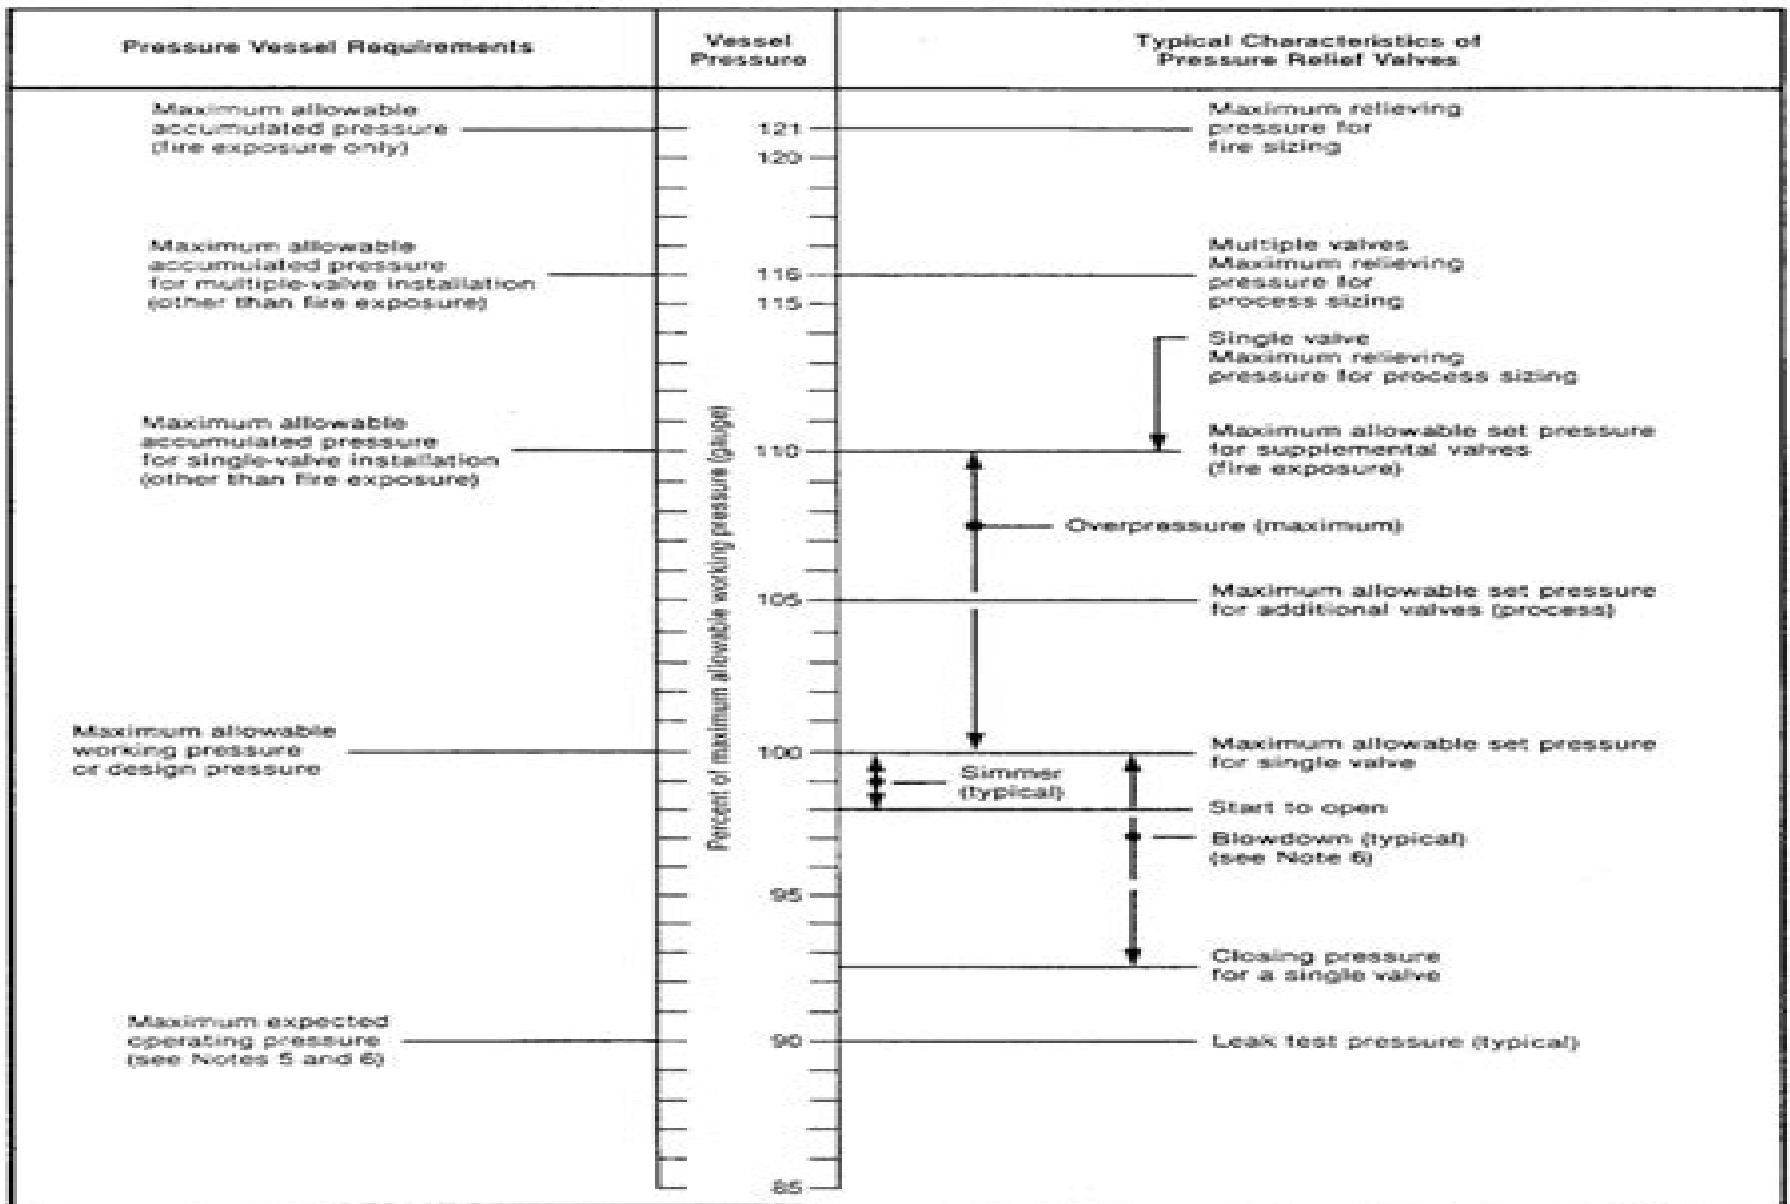 Pressure Vessel Requirements
Vessel
Pressure
Typical Characteristics of
Pressure Relief Valves
Maximum allowable
accumulated pressure
(fire exposure only)
121
120
Maximum relieving
pressure for
fire sizing
Maximum allowable
accumulated pressure
for multiple-valve installation
(other than fire exposure)
116
115
Multiple valves
Maximum relieving
pressure for
process sizing
Single valve
Maximum relieving
pressure for process sizing
Maximum allowable
accumulated pressure
for single-valve installation
(other than fire exposure)
110
Maximum allowable set pressure
for supplemental valves
(fire exposure)
Percent of maximum allowable working pressure (gauge)
Overpressure (maximum)
105
Maximum allowable set pressure
for additional valves (process)
Maximum allowable
working pressure
or design pressure
100
Maximum allowable set pressure
for single valve
Simmer
(typical)
Start to open
Blowdown (typical)
(see Note 6)
95
Closing pressure
for a single valve
Maximum expected
operating pressure
(see Notes 5 and 6)
90
Leak test pressure (typical)
85